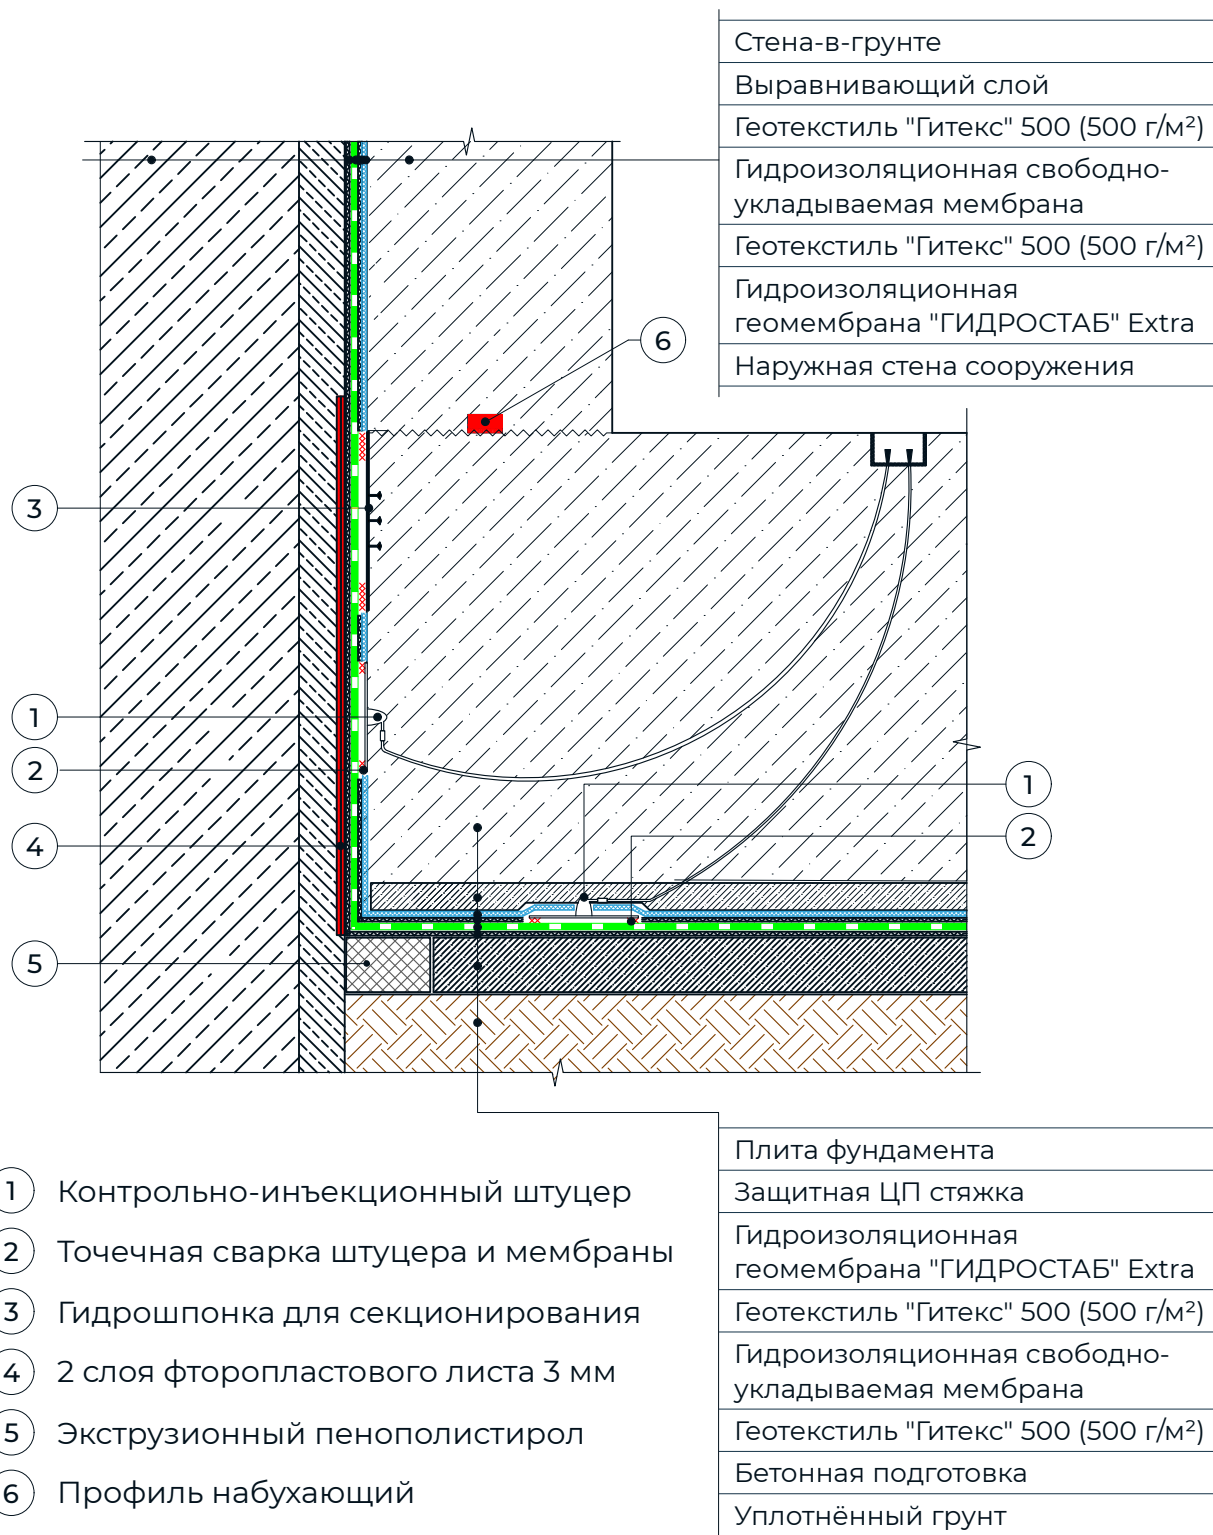 Стена-в-грунте
Выравнивающий слой
Геотекстиль "Гитекс" 500 (500 г/м²)
Гидроизоляционная свободно-
укладываемая мембрана
Геотекстиль "Гитекс" 500 (500 г/м²)
Гидроизоляционная
геомембрана "ГИДРОСТАБ" Extra
Наружная стена сооружения
6
3
1
2
4
5
1
2
1 Контрольно-инъекционный штуцер
2 Точечная сварка штуцера и мембраны
3 Гидрошпонка для секционирования
4 2 слоя фторопластового листа 3 мм
5 Экструзионный пенополистирол
6 Профиль набухающий
Плита фундамента
Защитная ЦП стяжка
Гидроизоляционная
геомембрана "ГИДРОСТАБ" Extra
Геотекстиль "Гитекс" 500 (500 г/м²)
Гидроизоляционная свободно-
укладываемая мембрана
Геотекстиль "Гитекс" 500 (500 г/м²)
Бетонная подготовка
Уплотнённый грунт